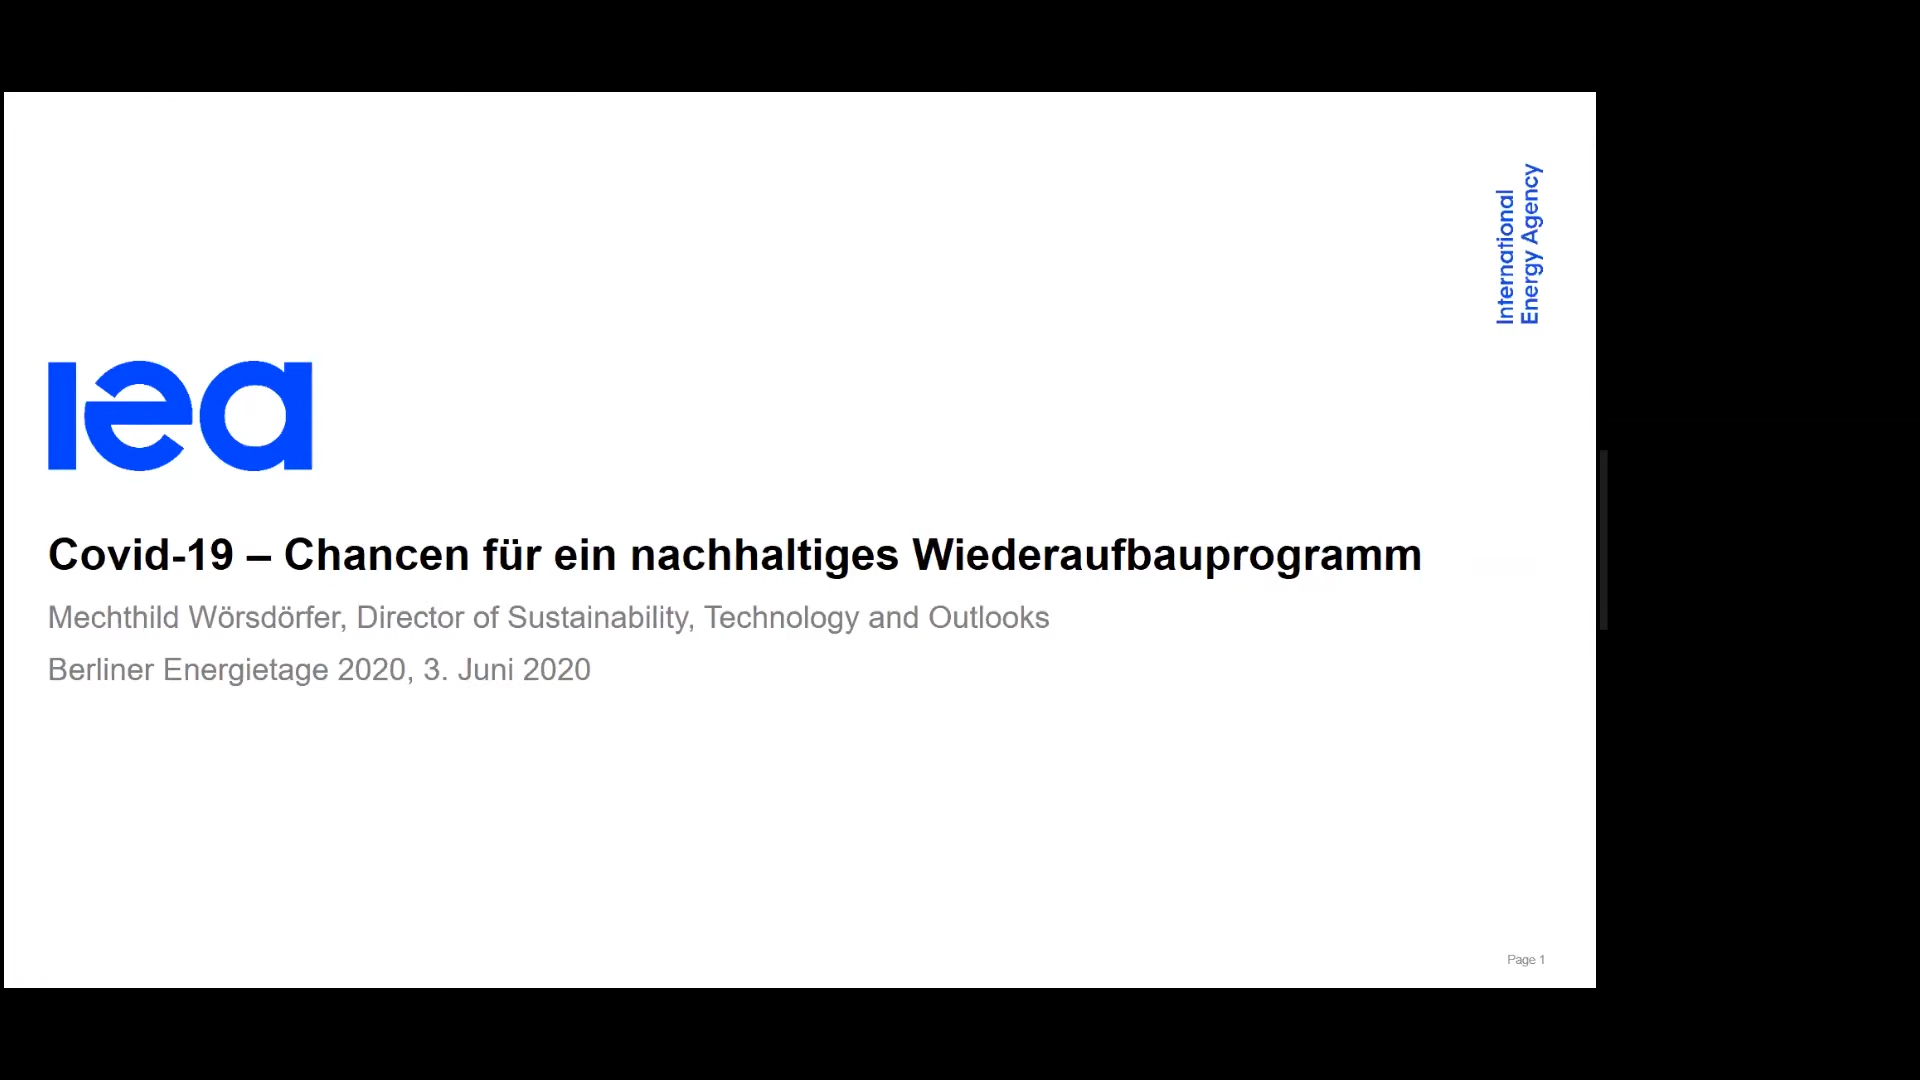 International
Energy Agency
iea
Covid-19 – Chancen für ein nachhaltiges Wiederaufbauprogramm
Mechthild Wörsdörfer, Director of Sustainability, Technology and Outlooks
Berliner Energietage 2020, 3. Juni 2020
Page 1